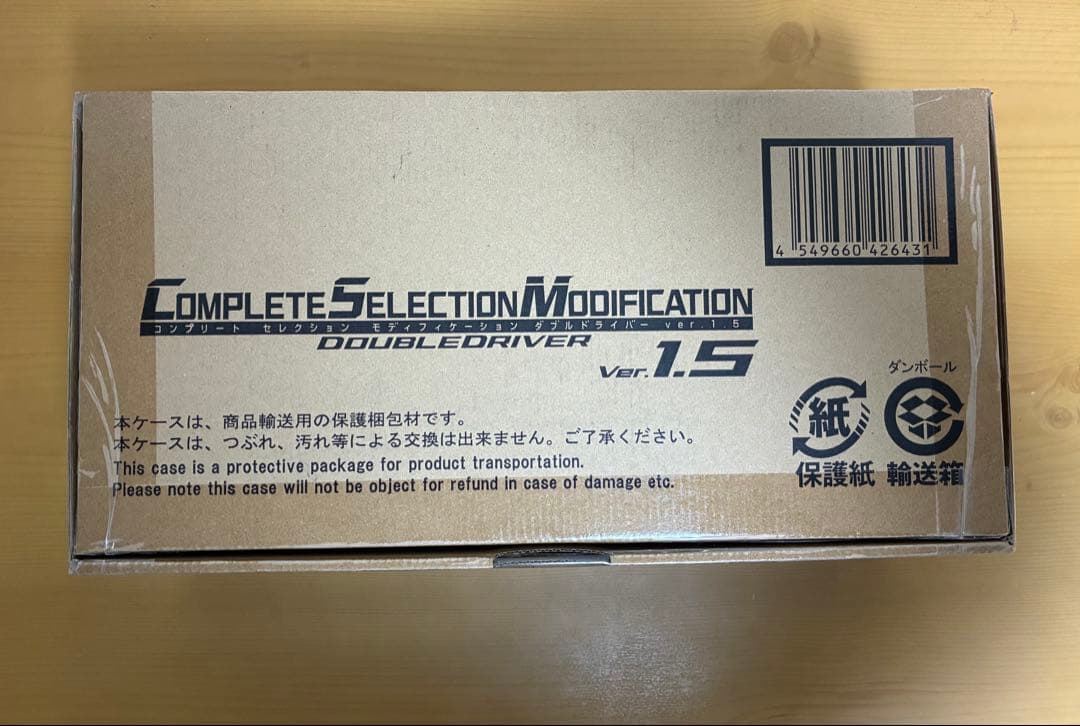 4 549660 426431
COMPLETE SELECTION MODIFICATION
コンプリート セレクション モディフィケーション ダブルドライバー ver.1.5
DOUBLEDRIVER
Ver.1.5
ダンボール
紙
保護紙 輸送箱
本ケースは、商品輸送用の保護梱包材です。
本ケースは、つぶれ、汚れ等による交換は出来ません。ご了承ください。
This case is a protective package for product transportation.
Please note this case will not be object for refund in case of damage etc.